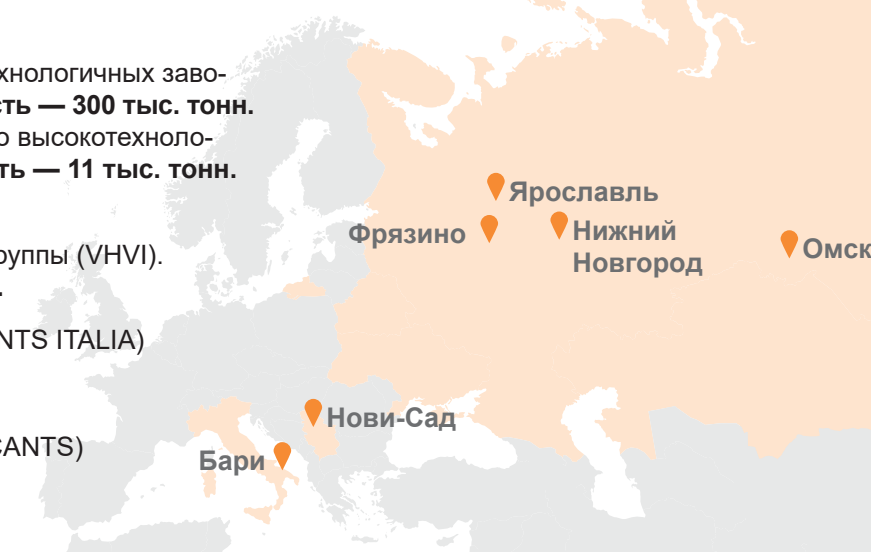 хнологичных заво-
сть — 300 тыс. тонн.
о высокотехноло-
ть — 11 тыс. тонн.
руппы (VHVI).
NTS ITALIA)
CANTS)
Ярославль
Фрязино
Нижний
Новгород
Омск
Нови-Сад
Бари